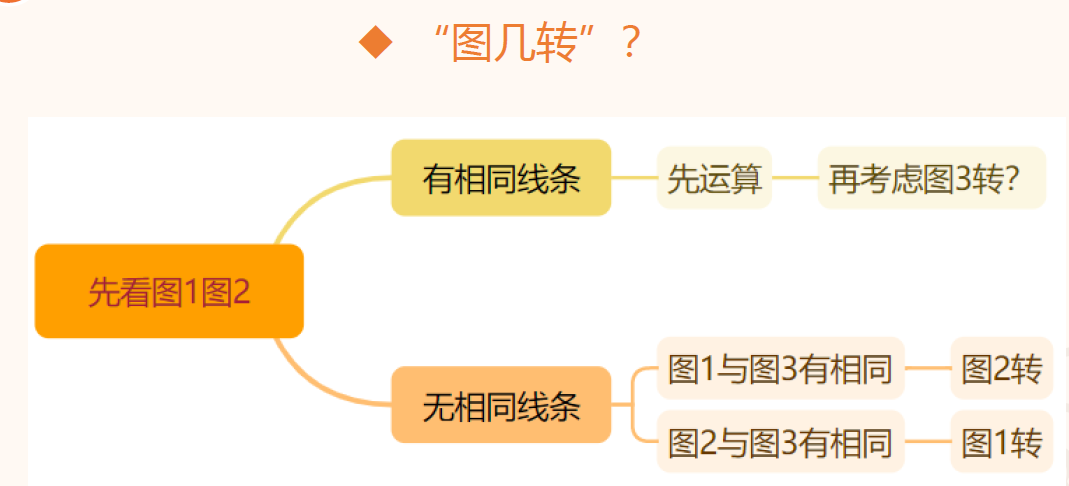 “图几转”？
先看图1图2
有相同线条
先运算
再考虑图3转?
无相同线条
图1与图3有相同
图2转
图2与图3有相同
图1转